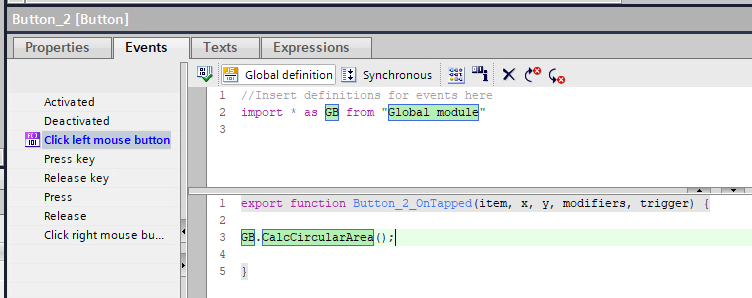 Button_2 [Button]
Properties Events Texts Expressions
Global definition Synchronous
Activated
Deactivated
Click left mouse button
Press key
Release key
Press
Release
Click right mouse bu...
1 //Insert definitions for events here
2 import * as GB from "Global module"
3
1 export function Button_2_OnTapped(item, x, y, modifiers, trigger) {
2
3 GB.CalcCircularArea();
4
5 }